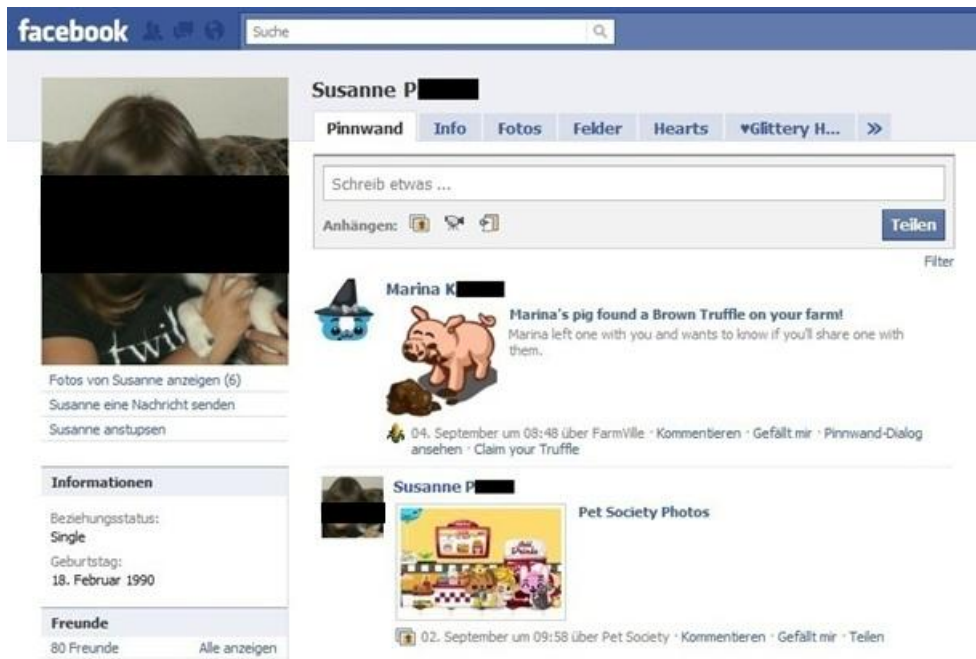 facebook
Suche
Susanne P
Pinnwand Info Fotos Felder Hearts ♥Glittery H... »
Schreib etwas ...
Anhängen:
Teilen
Filter
twil
Fotos von Susanne anzeigen (6)
Susanne eine Nachricht senden
Susanne anstupsen
Informationen
Beziehungsstatus:
Single
Geburtstag:
18. Februar 1990
Freunde
80 Freunde Alle anzeigen
Marina K
Marina's pig found a Brown Truffle on your farm!
Marina left one with you and wants to know if you'll share one with
them.
04. September um 08:48 über FarmVille · Kommentieren · Gefällt mir · Pinnwand-Dialog
ansehen · Claim your Truffle
Susanne P
Pet Society Photos
02. September um 09:58 über Pet Society · Kommentieren · Gefällt mir · Teilen